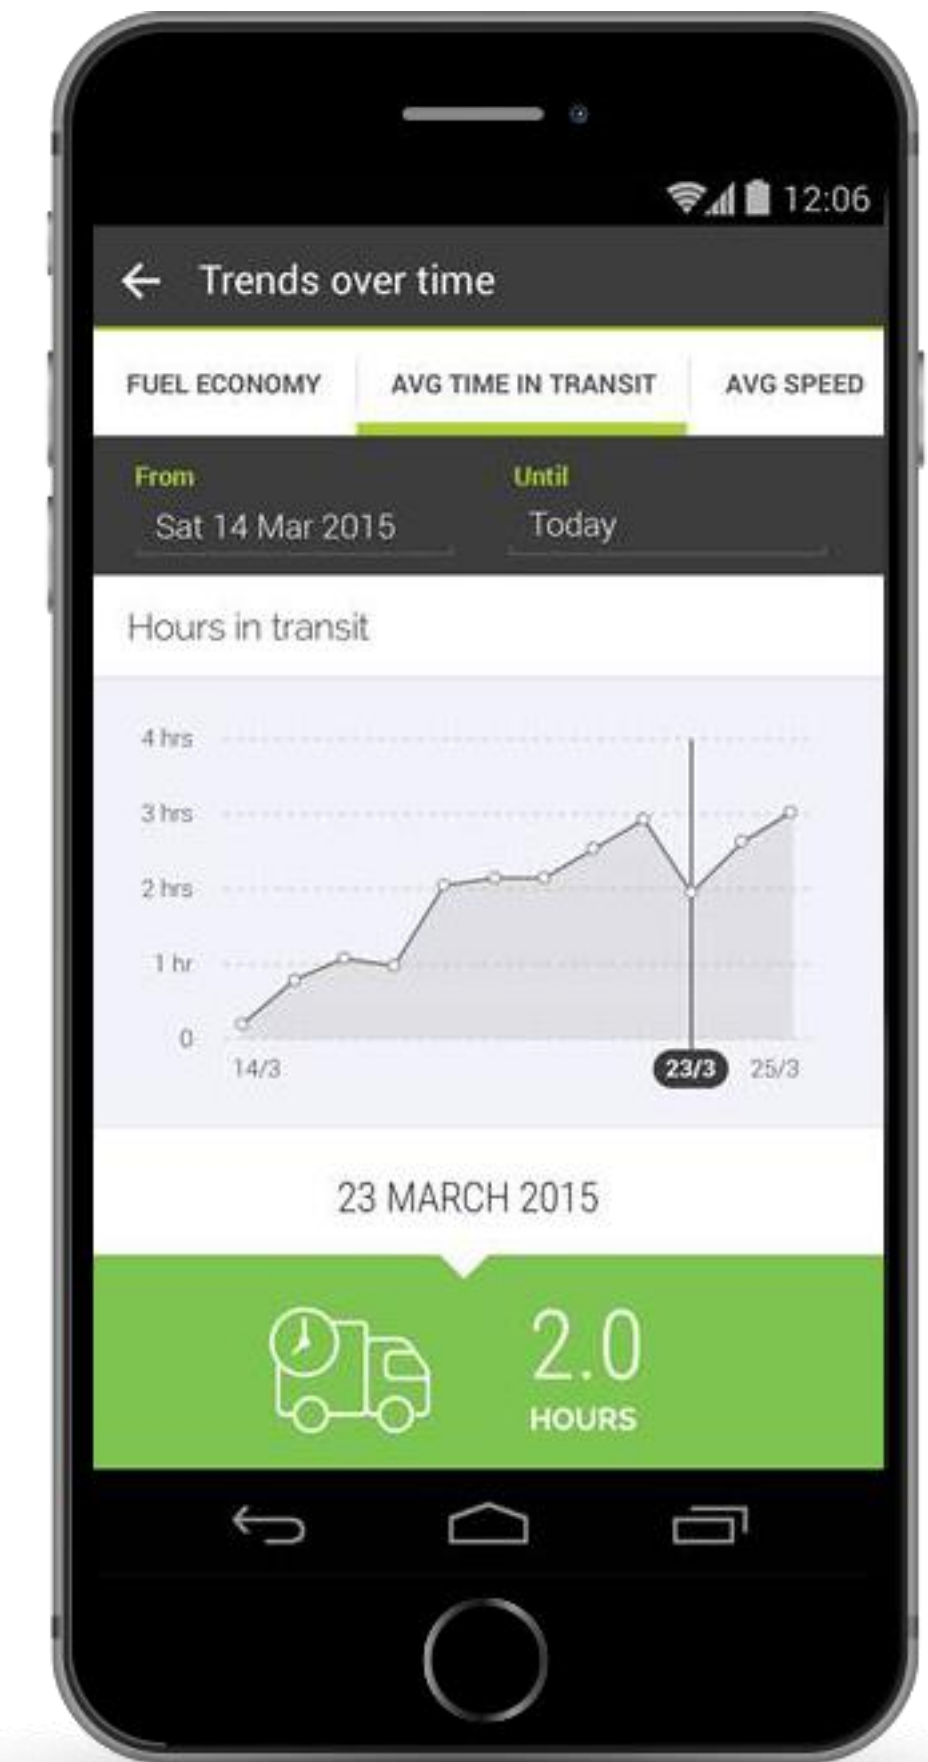 12:06
Trends over time
FUEL ECONOMY AVG TIME IN TRANSIT AVG SPEED
From Until
Sat 14 Mar 2015 Today
Hours in transit
4 hrs
3 hrs
2 hrs
1 hr
0
14/3 23/3 25/3
23 MARCH 2015
2.0
HOURS